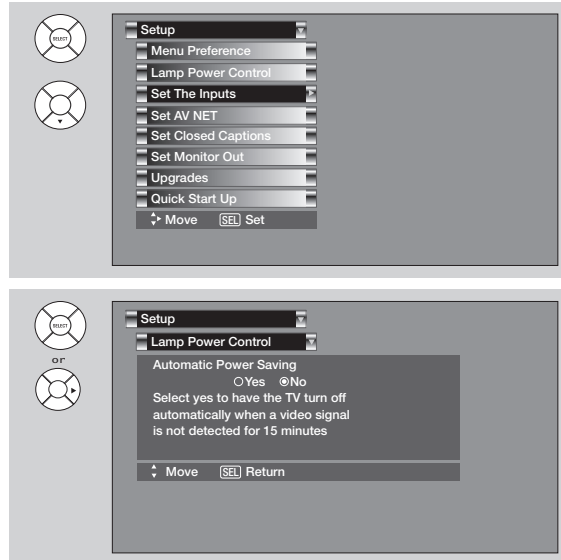 SELECT
Setup
Menu Preference
Lamp Power Control
Set The Inputs
Set AV NET
Set Closed Captions
Set Monitor Out
Upgrades
Quick Start Up
Move SEL Set
SELECT
or
Setup
Lamp Power Control
Automatic Power Saving
Yes No
Select yes to have the TV turn off
automatically when a video signal
is not detected for 15 minutes
Move SEL Return